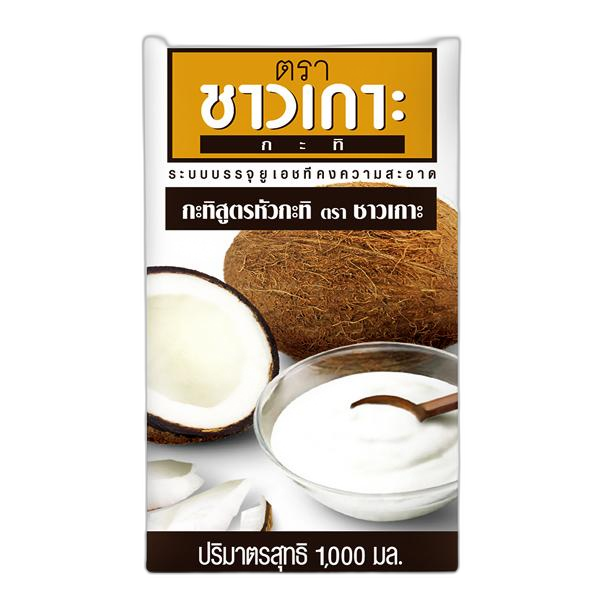 ตรา
ชาวเกาะ
กะทิ
ระบบบรรจุยูเอชทีคงความสะอาด
กะทิสูตรหัวกะทิ ตรา ชาวเกาะ
ปริมาตรสุทธิ 1,000 มล.